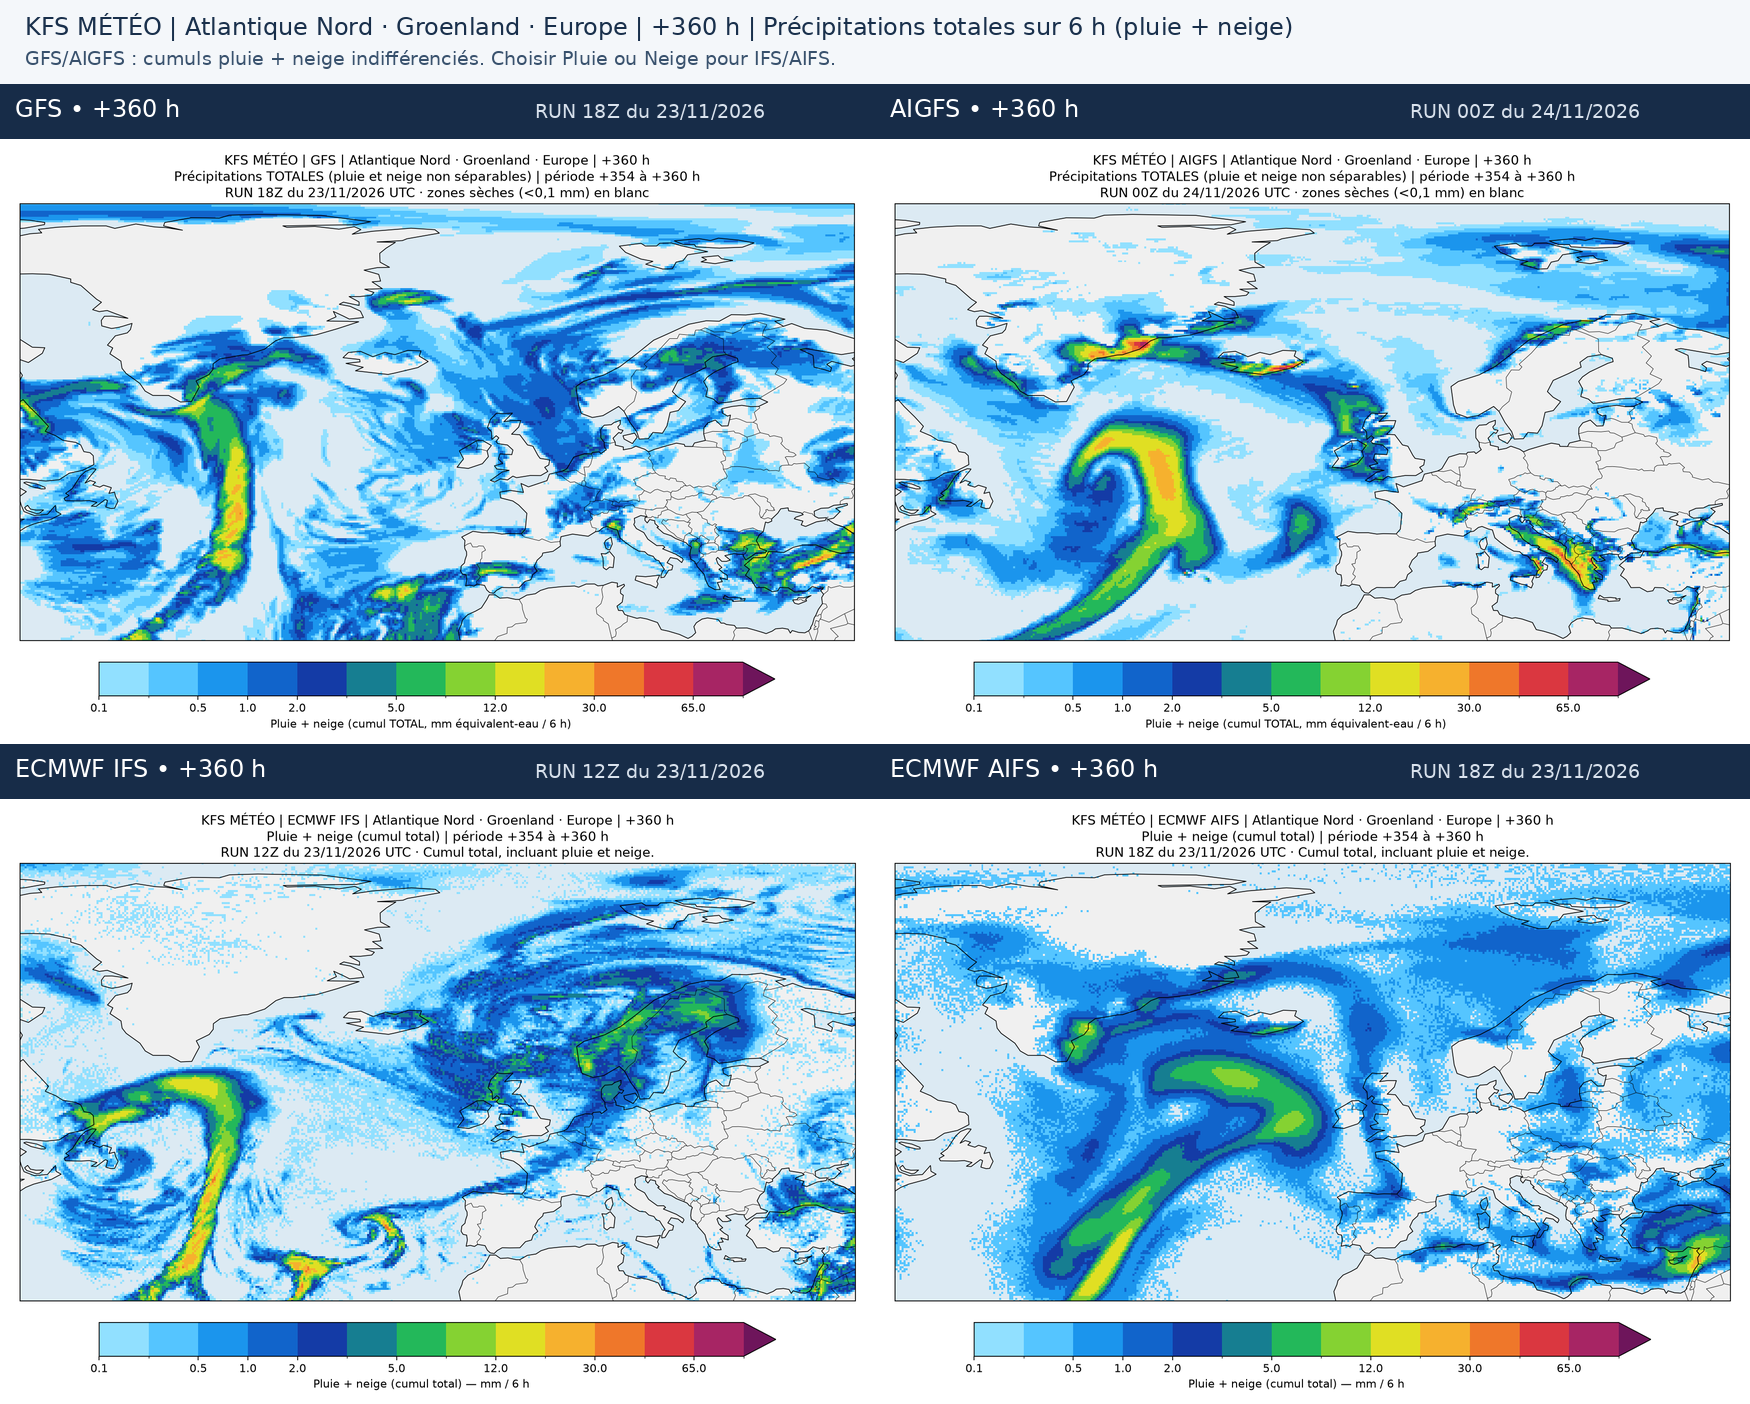 KFS MÉTÉO | Atlantique Nord · Groenland · Europe | +360 h | Précipitations totales sur 6 h (pluie + neige)
GFS/AIGFS : cumuls pluie + neige indifférenciés. Choisir Pluie ou Neige pour IFS/AIFS.
GFS • +360 h RUN 18Z du 23/11/2026
KFS MÉTÉO | GFS | Atlantique Nord · Groenland · Europe | +360 h
Précipitations TOTALES (pluie et neige non séparables) | période +354 à +360 h
RUN 18Z du 23/11/2026 UTC · zones sèches (<0,1 mm) en blanc
0.1 0.5 1.0 2.0 5.0 12.0 30.0 65.0
Pluie + neige (cumul TOTAL, mm équivalent-eau / 6 h)
AIGFS • +360 h RUN 00Z du 24/11/2026
KFS MÉTÉO | AIGFS | Atlantique Nord · Groenland · Europe | +360 h
Précipitations TOTALES (pluie et neige non séparables) | période +354 à +360 h
RUN 00Z du 24/11/2026 UTC · zones sèches (<0,1 mm) en blanc
0.1 0.5 1.0 2.0 5.0 12.0 30.0 65.0
Pluie + neige (cumul TOTAL, mm équivalent-eau / 6 h)
ECMWF IFS • +360 h RUN 12Z du 23/11/2026
KFS MÉTÉO | ECMWF IFS | Atlantique Nord · Groenland · Europe | +360 h
Pluie + neige (cumul total) | période +354 à +360 h
RUN 12Z du 23/11/2026 UTC · Cumul total, incluant pluie et neige.
0.1 0.5 1.0 2.0 5.0 12.0 30.0 65.0
Pluie + neige (cumul total) — mm / 6 h
ECMWF AIFS • +360 h RUN 18Z du 23/11/2026
KFS MÉTÉO | ECMWF AIFS | Atlantique Nord · Groenland · Europe | +360 h
Pluie + neige (cumul total) | période +354 à +360 h
RUN 18Z du 23/11/2026 UTC · Cumul total, incluant pluie et neige.
0.1 0.5 1.0 2.0 5.0 12.0 30.0 65.0
Pluie + neige (cumul total) — mm / 6 h